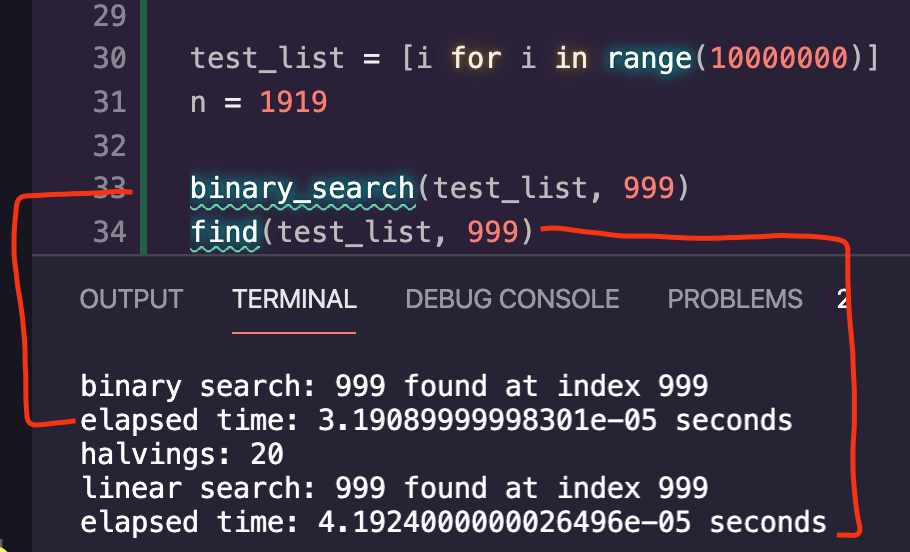 29
30 test_list = [i for i in range(10000000)]
31 n = 1919
32
33 binary_search(test_list, 999)
34 find(test_list, 999)
OUTPUT TERMINAL DEBUG CONSOLE PROBLEMS 2
binary search: 999 found at index 999
elapsed time: 3.19089999998301e-05 seconds
halvings: 20
linear search: 999 found at index 999
elapsed time: 4.1924000000026496e-05 seconds